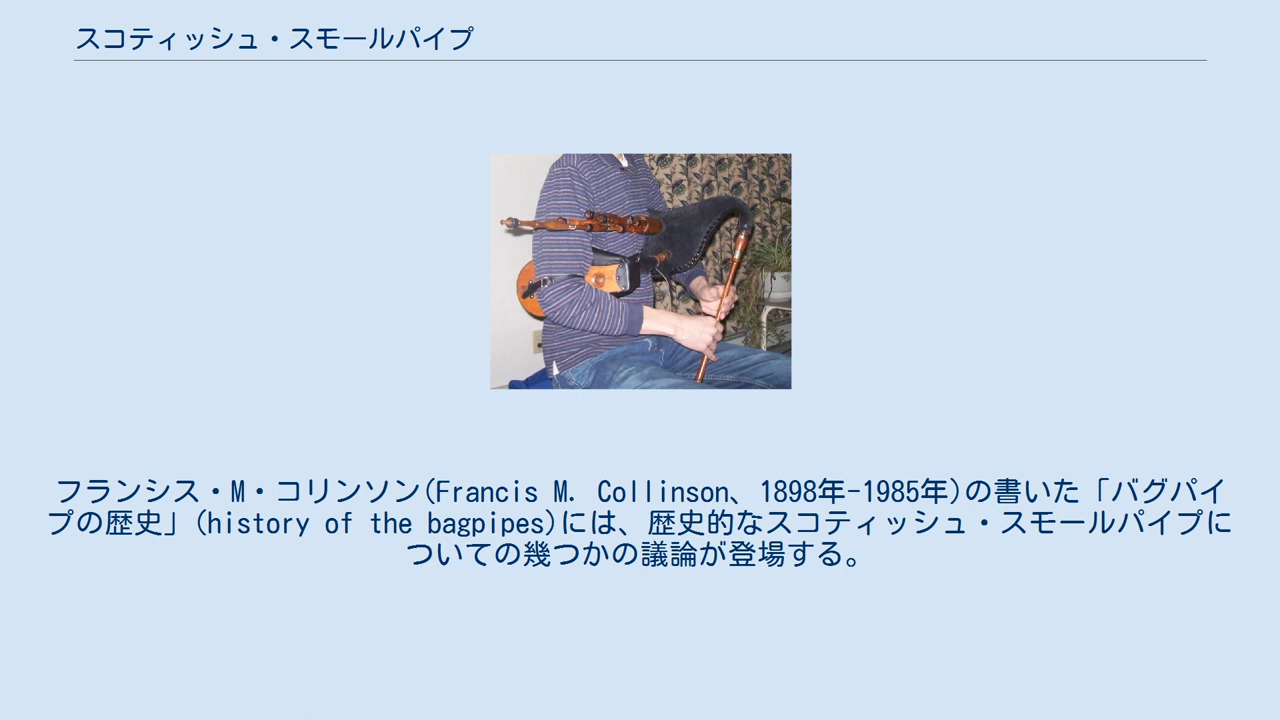 スコティッシュ・スモールパイプ
フランシス・M・コリンソン(Francis M. Collinson、1898年-1985年)の書いた「バグパイ
プの歴史」(history of the bagpipes)には、歴史的なスコティッシュ・スモールパイプに
ついての幾つかの議論が登場する。